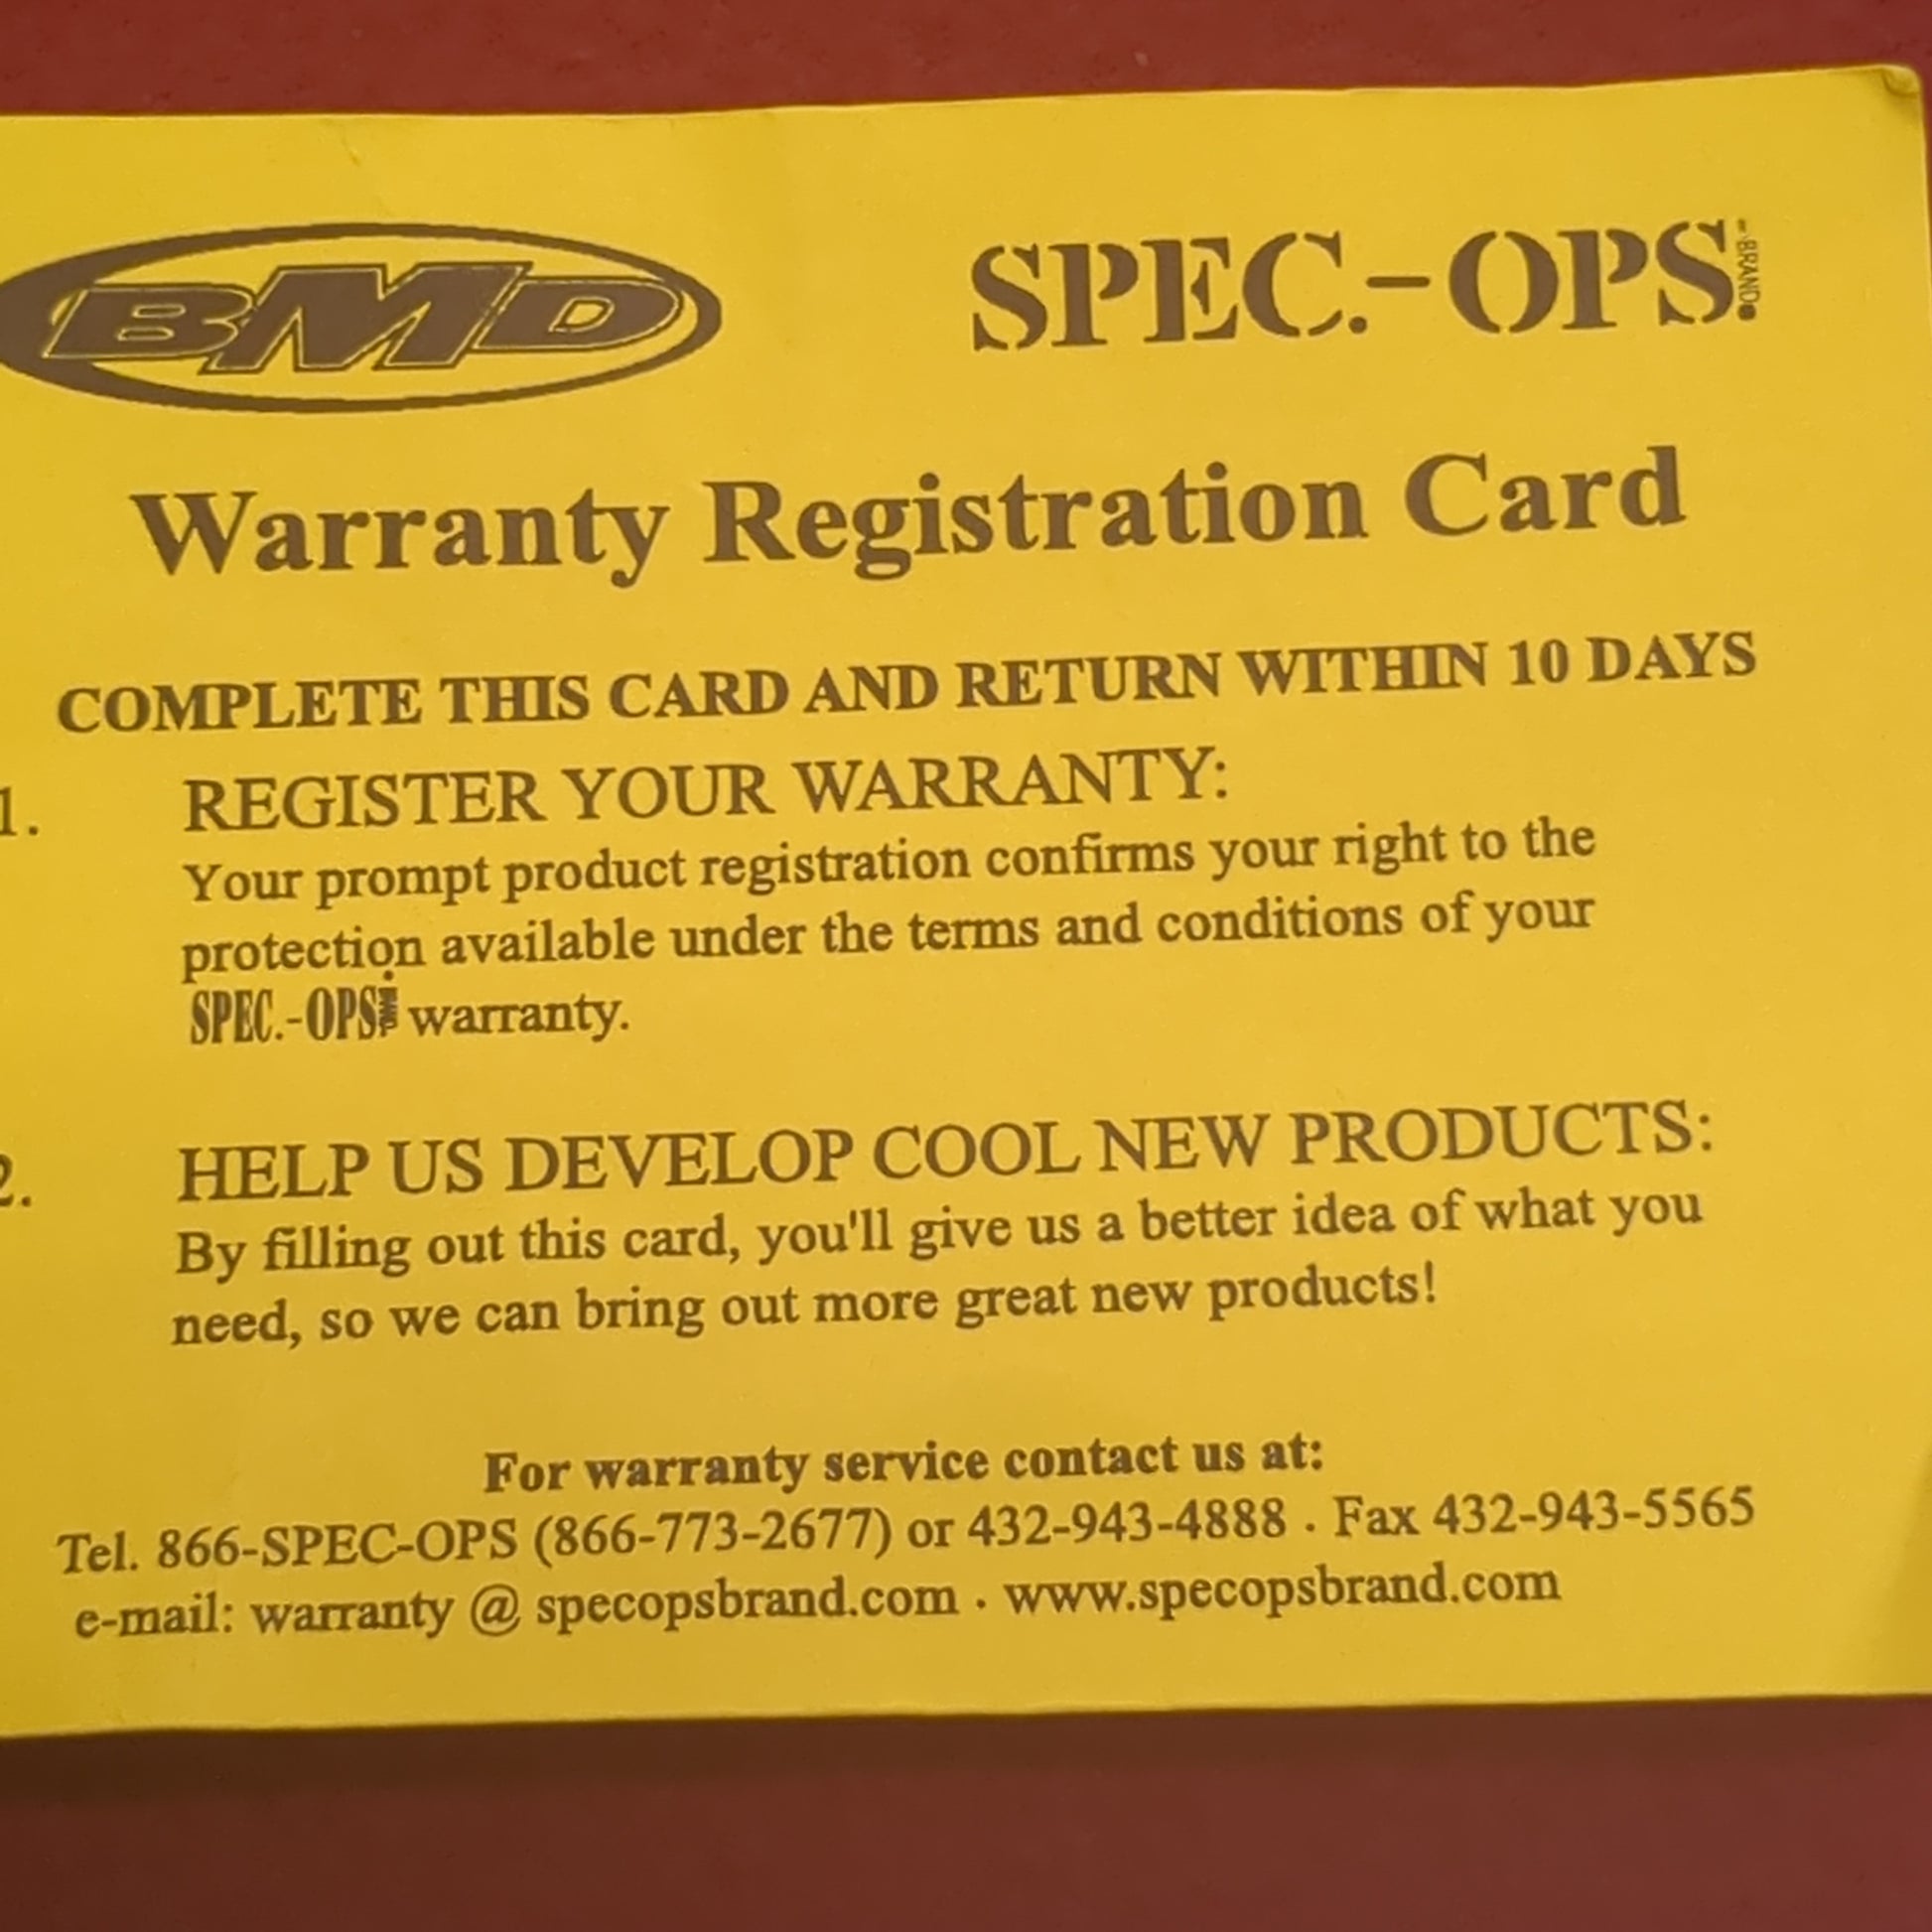 BMD
SPEC.-OPS. BRAND
Warranty Registration Card
COMPLETE THIS CARD AND RETURN WITHIN 10 DAYS
1. REGISTER YOUR WARRANTY:
Your prompt product registration confirms your right to the
protection available under the terms and conditions of your
SPEC.-OPS warranty.
2. HELP US DEVELOP COOL NEW PRODUCTS:
By filling out this card, you'll give us a better idea of what you
need, so we can bring out more great new products!
For warranty service contact us at:
Tel. 866-SPEC-OPS (866-773-2677) or 432-943-4888 . Fax 432-943-5565
e-mail: warranty @ specopsbrand.com . www.specopsbrand.com